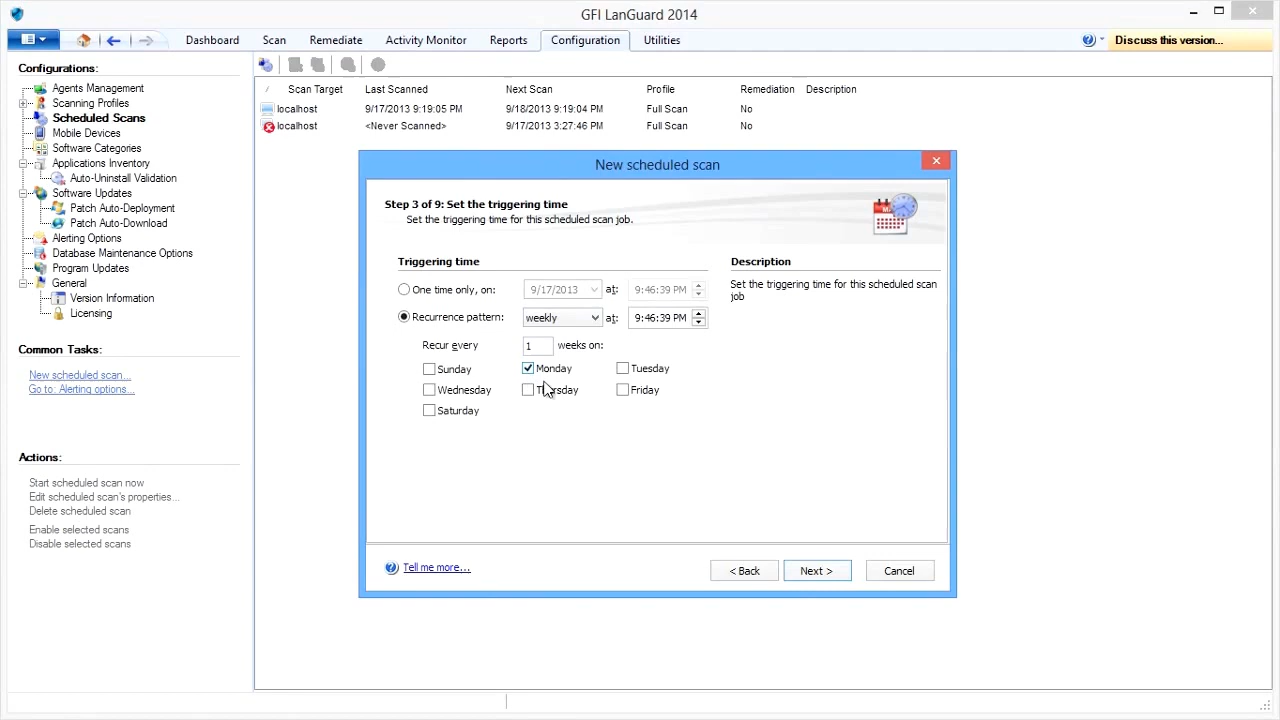 GFI LanGuard 2014
Dashboard Scan Remediate Activity Monitor Reports Configuration Utilities Discuss this version...
Configurations:
Agents Management
Scanning Profiles
Scheduled Scans
Mobile Devices
Software Categories
Applications Inventory
Auto-Uninstall Validation
Software Updates
Patch Auto-Deployment
Patch Auto-Download
Alerting Options
Database Maintenance Options
Program Updates
General
Version Information
Licensing
Common Tasks:
New scheduled scan...
Go to: Alerting options...
Actions:
Start scheduled scan now
Edit scheduled scan's properties...
Delete scheduled scan
Enable selected scans
Disable selected scans
/ Scan Target Last Scanned Next Scan Profile Remediation Description
localhost 9/17/2013 9:19:05 PM 9/18/2013 9:19:04 PM Full Scan No
localhost <Never Scanned> 9/17/2013 3:27:46 PM Full Scan No
New scheduled scan
Step 3 of 9: Set the triggering time
Set the triggering time for this scheduled scan job.
Triggering time
One time only, on: 9/17/2013 at: 9:46:39 PM
Recurrence pattern: weekly at: 9:46:39 PM
Recur every 1 weeks on:
Sunday Monday Tuesday
Wednesday Thursday Friday
Saturday
Description
Set the triggering time for this scheduled scan
job
Tell me more...
< Back Next > Cancel